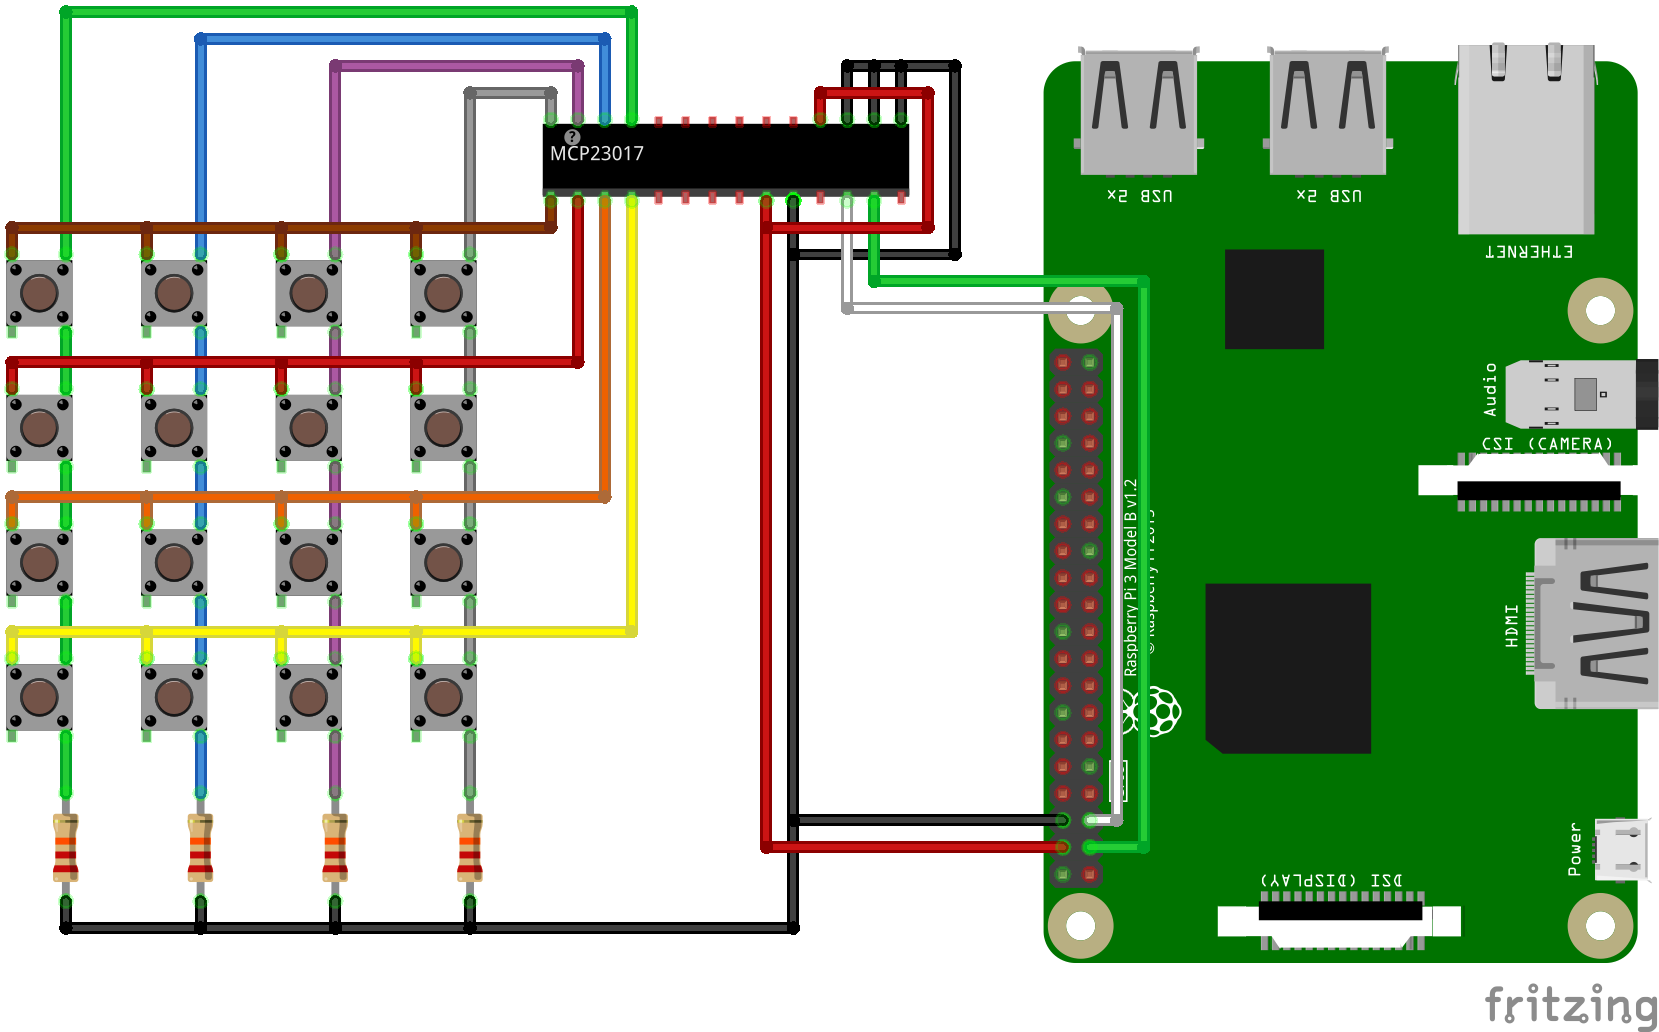 ?
MCP23017
USB 2x
USB 2x
ETHERNET
Audio
CSI (CAMERA)
Raspberry Pi 3 Model B v1.2
© Raspberry Pi 2015
HDMI
Power
DSI (DISPLAY)
fritzing